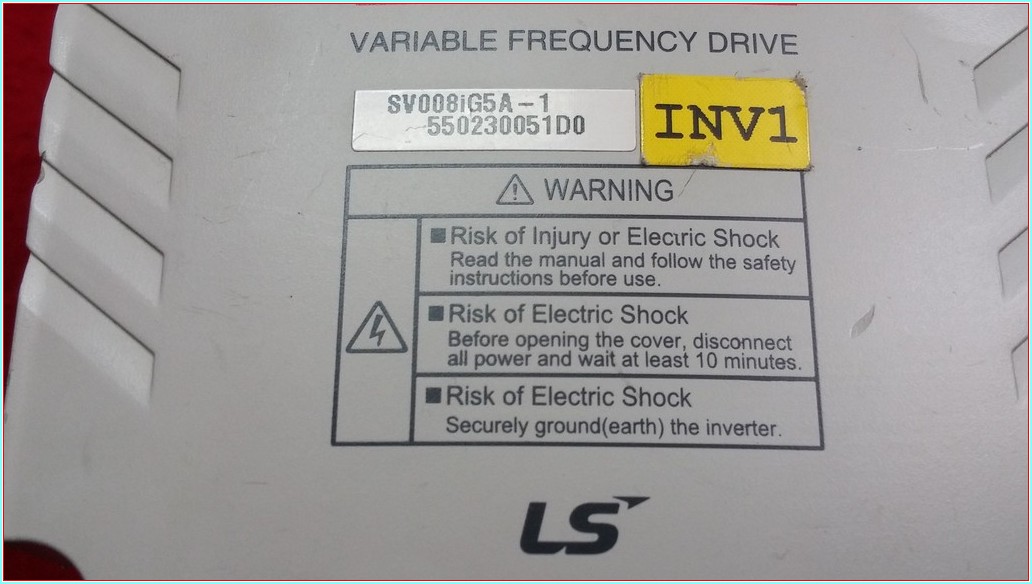 VARIABLE FREQUENCY DRIVE
SV008iG5A-1
550230051D0
INV1
WARNING
Risk of Injury or Electric Shock
Read the manual and follow the safety
instructions before use.
Risk of Electric Shock
Before opening the cover, disconnect
all power and wait at least 10 minutes.
Risk of Electric Shock
Securely ground(earth) the inverter.
LS